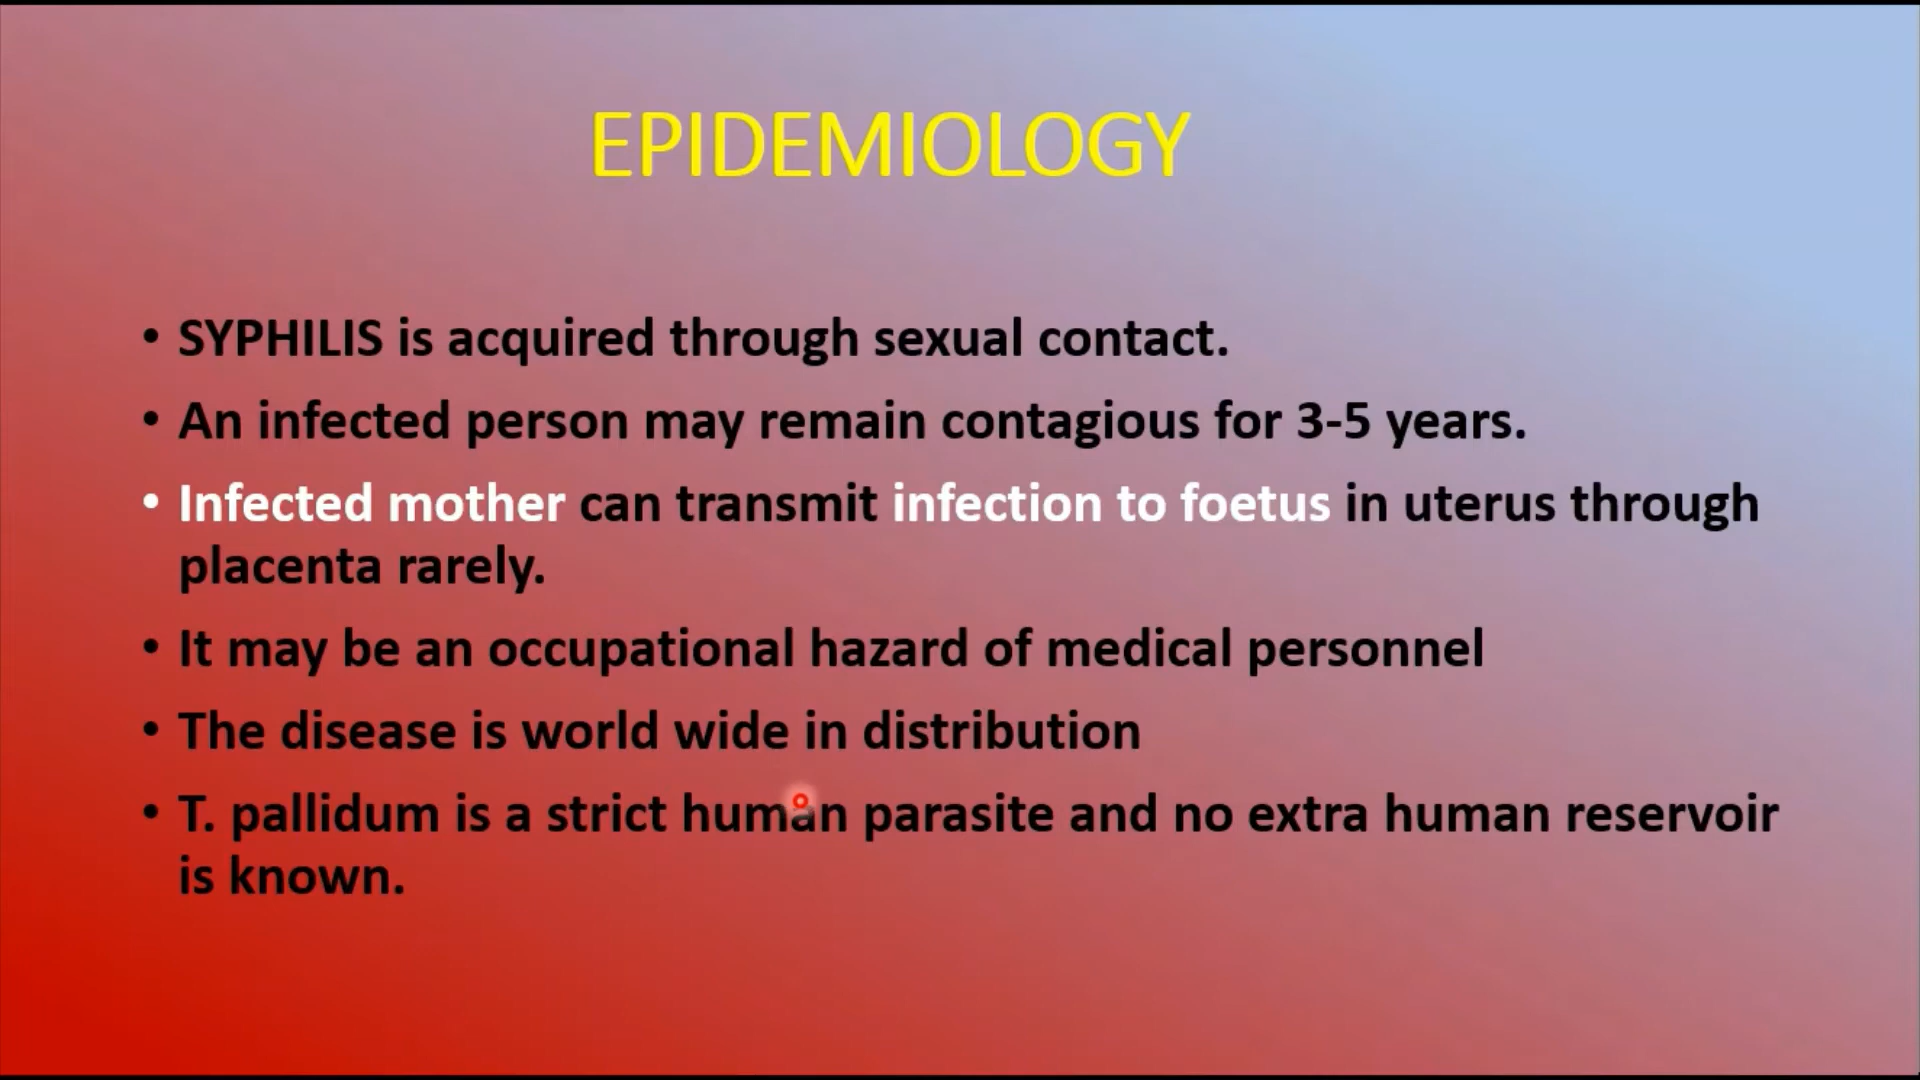 EPIDEMIOLOGY
• SYPHILIS is acquired through sexual contact.
• An infected person may remain contagious for 3-5 years.
• Infected mother can transmit infection to foetus in uterus through
placenta rarely.
• It may be an occupational hazard of medical personnel
• The disease is world wide in distribution
• T. pallidum is a strict human parasite and no extra human reservoir
is known.